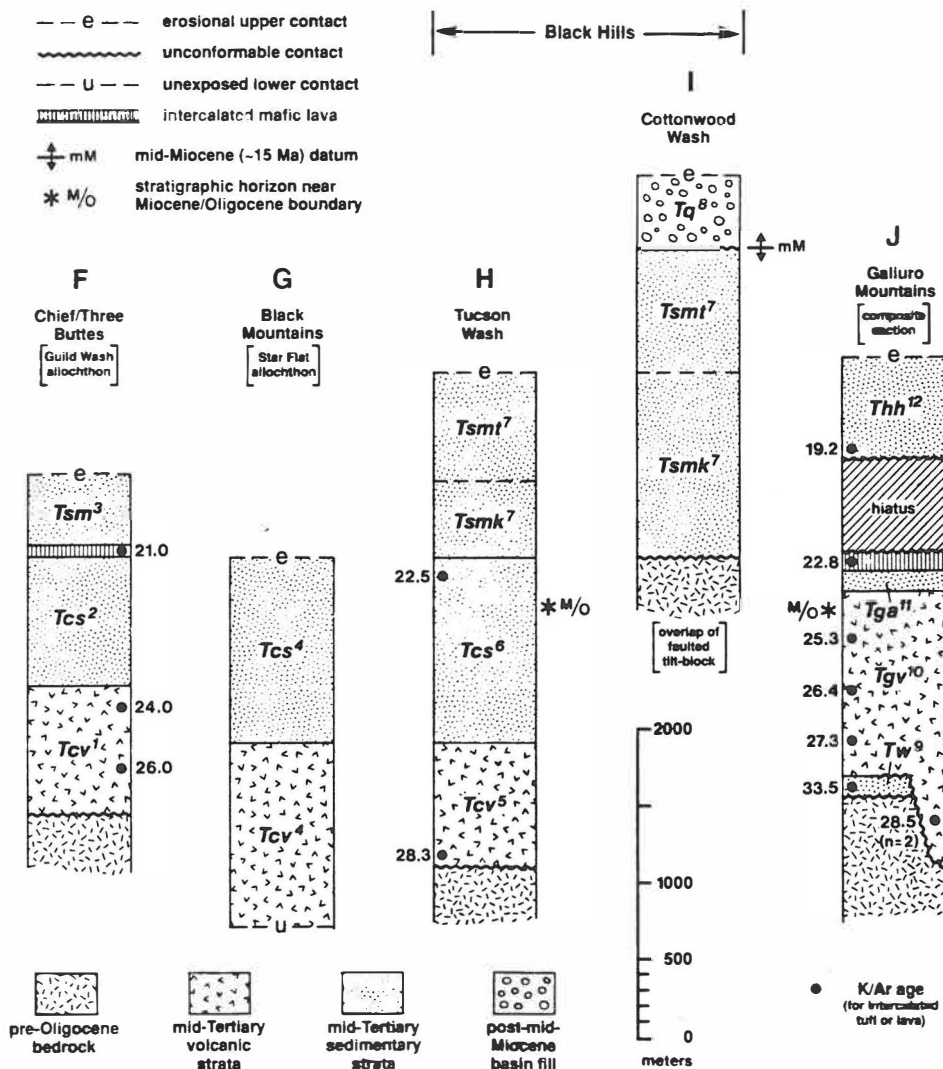 — e — erosional upper contact
unconformable contact
— u — unexposed lower contact
intercalated mafic lava
mM mid-Miocene (~15 Ma) datum
* M/O stratigraphic horizon near
Miocene/Oligocene boundary
Black Hills
F
Chief/Three
Buttes
[Guild Wash
allochthon]
e
Tsm³
21.0
Tcs²
24.0
Tcv¹
26.0
G
Black
Mountains
[Star Flat
allochthon]
e
Tcs⁴
Tcv⁴
u
H
Tucson
Wash
e
Tsmt⁷
Tsmk⁷
22.5
* M/O
Tcs⁶
Tcv⁵
28.3
I
Cottonwood
Wash
e
Tq⁸
mM
Tsmt⁷
Tsmk⁷
[overlap of
faulted
tilt-block]
J
Galiuro
Mountains
[composite
section]
e
Thh¹²
19.2
hiatus
22.8
M/O *
Tga¹¹
25.3
Tgv¹⁰
26.4
27.3
Tw⁹
33.5
28.5
(n=2)
2000
1000
500
0
meters
pre-Oligocene
bedrock
mid-Tertiary
volcanic
strata
mid-Tertiary
sedimentary
strata
post-mid-
Miocene
basin fill
K/Ar age
(for intercalated
tuff or lava)